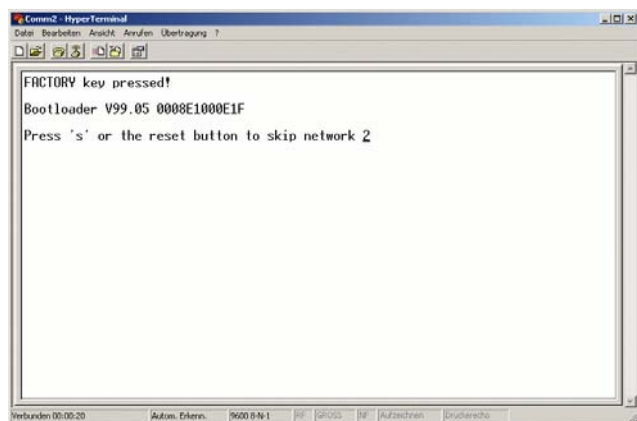 Comm2 - HyperTerminal
Datei Bearbeiten Ansicht Anrufen Übertragung ?
FACTORY key pressed!
Bootloader V99.05 0008E1000E1F
Press 's' or the reset button to skip network 2
Verbunden 00:00:20 Autom. Erkenn. 9600 8-N-1 RF GROSS NF Aufzeichnen Druckerecho